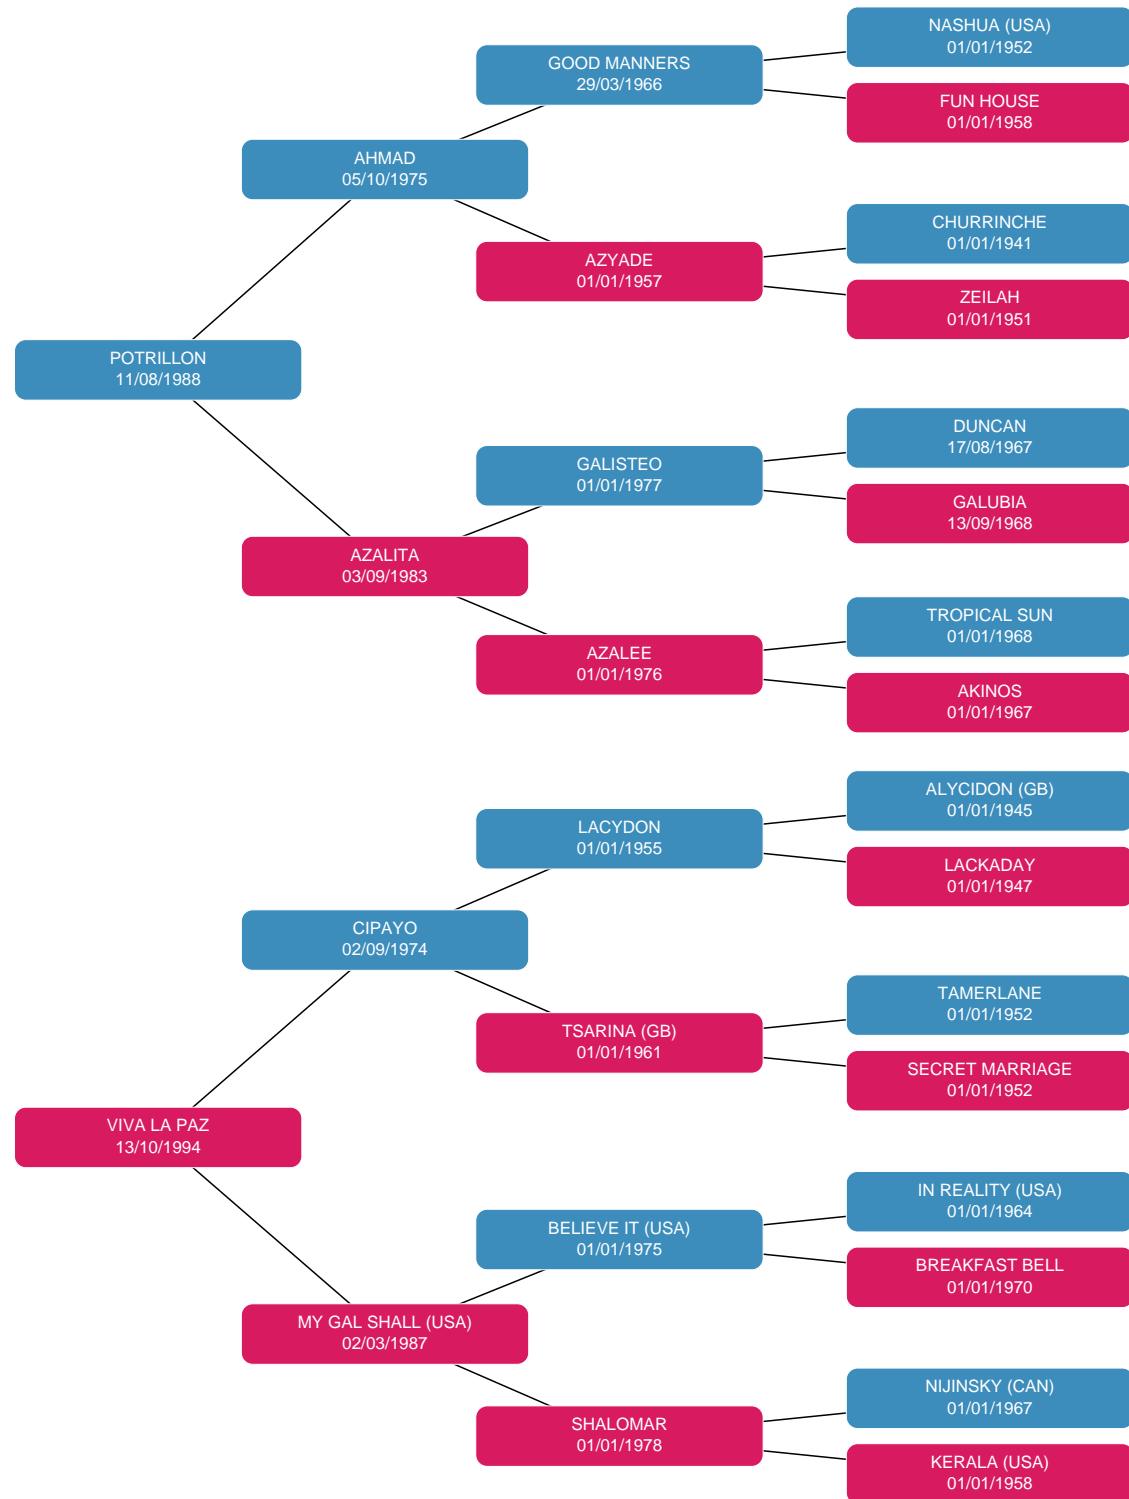 NASHUA (USA)
01/01/1952
GOOD MANNERS
29/03/1966
FUN HOUSE
01/01/1958
AHMAD
05/10/1975
CHURRINCHE
01/01/1941
AZYADE
01/01/1957
ZEILAH
01/01/1951
POTRILLON
11/08/1988
DUNCAN
17/08/1967
GALISTEO
01/01/1977
GALUBIA
13/09/1968
AZALITA
03/09/1983
TROPICAL SUN
01/01/1968
AZALEE
01/01/1976
AKINOS
01/01/1967
ALYCIDON (GB)
01/01/1945
LACYDON
01/01/1955
LACKADAY
01/01/1947
CIPAYO
02/09/1974
TAMERLANE
01/01/1952
TSARINA (GB)
01/01/1961
SECRET MARRIAGE
01/01/1952
VIVA LA PAZ
13/10/1994
IN REALITY (USA)
01/01/1964
BELIEVE IT (USA)
01/01/1975
BREAKFAST BELL
01/01/1970
MY GAL SHALL (USA)
02/03/1987
NIJINSKY (CAN)
01/01/1967
SHALOMAR
01/01/1978
KERALA (USA)
01/01/1958